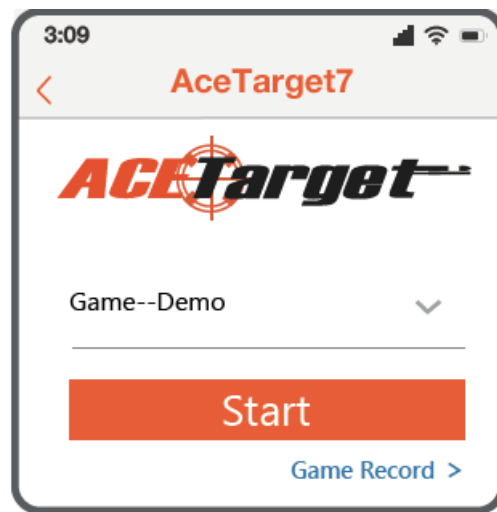 3:09
AceTarget7
ACETarget
Game--Demo
Start
Game Record >